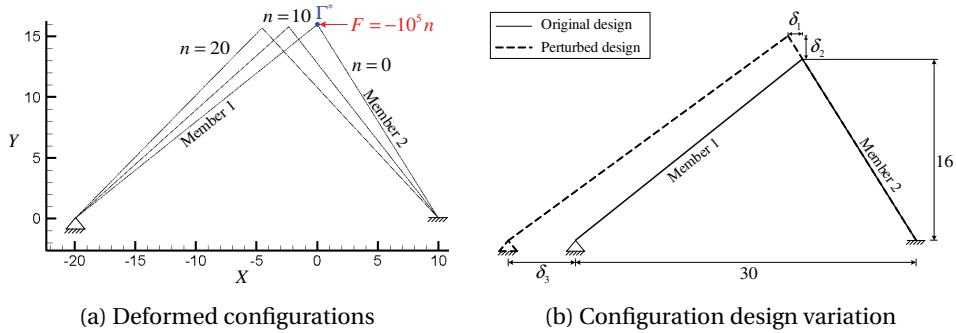 n = 10
Γ*
F = −10⁵n
n = 20
n = 0
Member 1
Member 2
Y
15
10
5
0
-20
-15
-10
-5
0
5
10
X
(a) Deformed configurations
Original design
Perturbed design
δ₁
δ₂
Member 1
Member 2
16
δ₃
30
(b) Configuration design variation